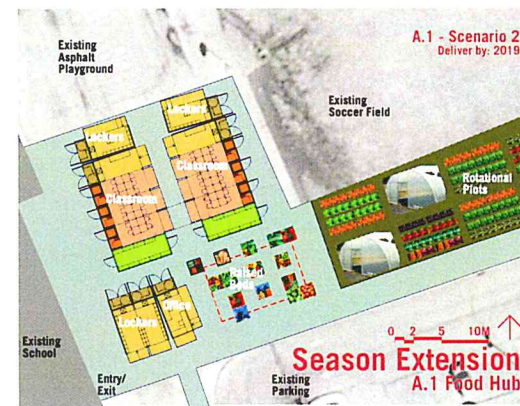 A.1 - Scenario 2
Deliver by: 2019
Existing
Asphalt
Playground
Existing
Soccer Field
Lockers
Lockers
Classroom
Classroom
Rotational
Plots
Raised
Beds
Lockers
Office
Existing
School
Entry/
Exit
Existing
Parking
0 2 5 10M
Season Extension
A.1 Food Hub